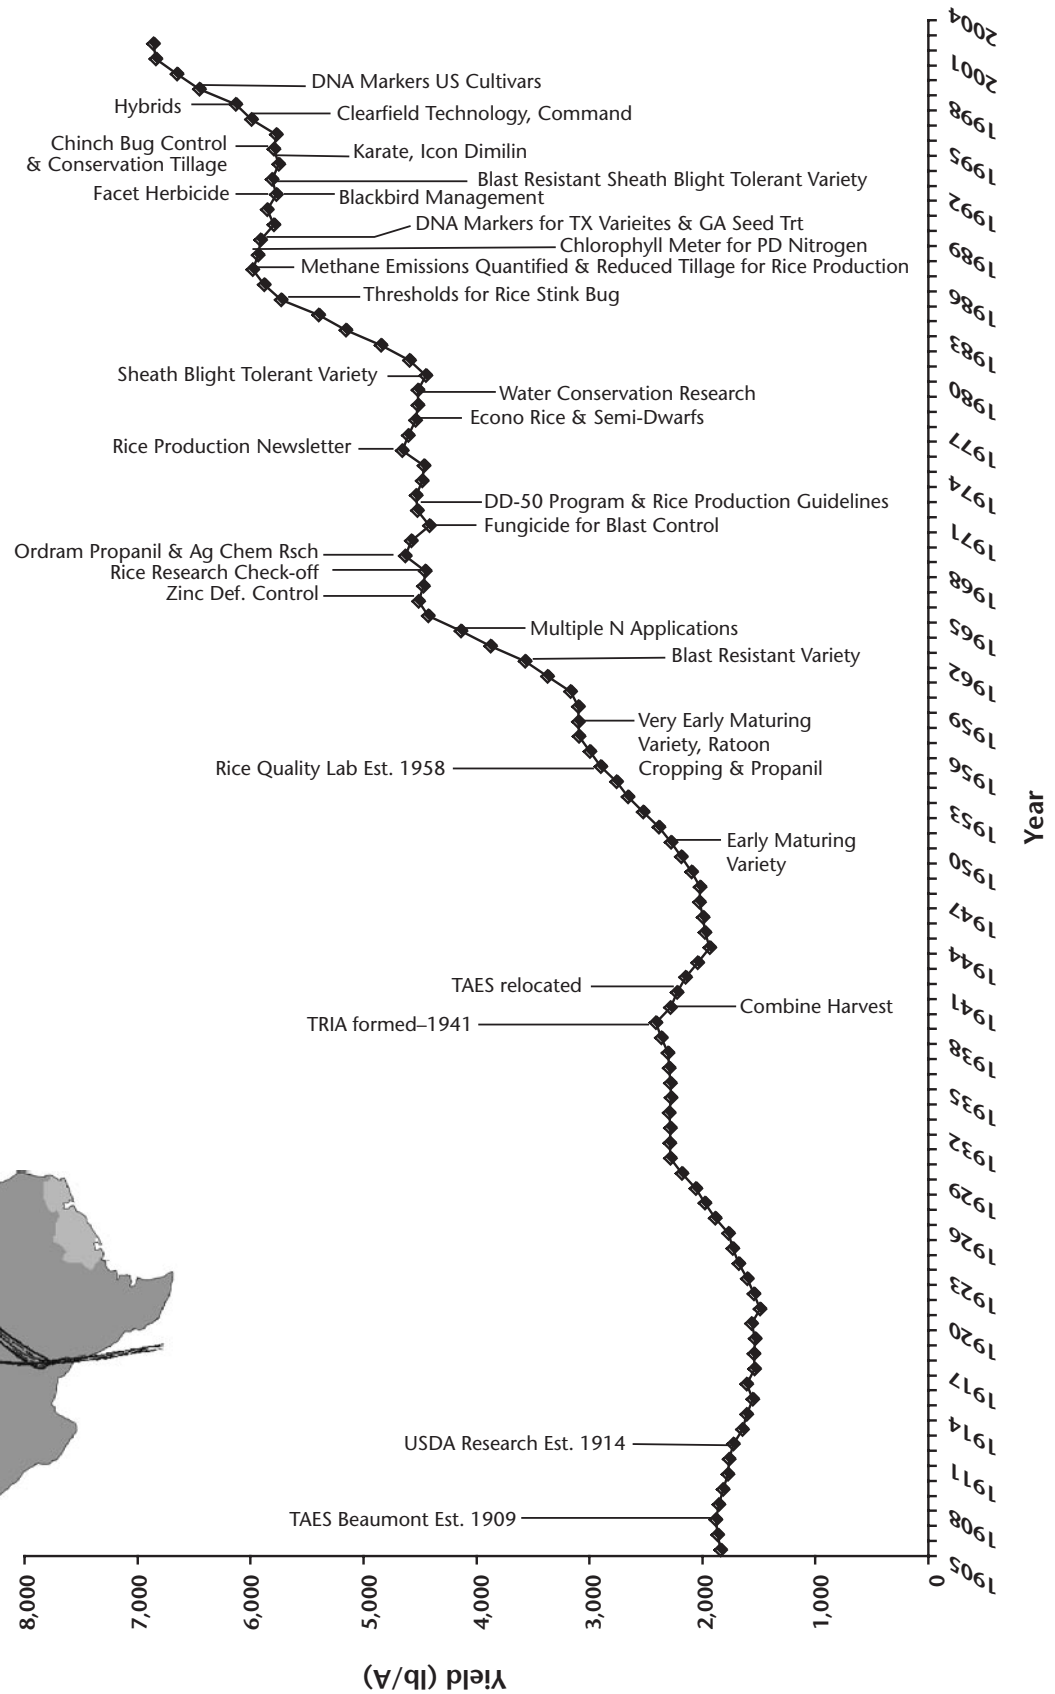 DNA Markers US Cultivars
Hybrids
Clearfield Technology, Command
Chinch Bug Control
& Conservation Tillage
Karate, Icon Dimilin
Blast Resistant Sheath Blight Tolerant Variety
Facet Herbicide
Blackbird Management
DNA Markers for TX Varieites & GA Seed Trt
Chlorophyll Meter for PD Nitrogen
Methane Emissions Quantified & Reduced Tillage for Rice Production
Thresholds for Rice Stink Bug
Sheath Blight Tolerant Variety
Water Conservation Research
Econo Rice & Semi-Dwarfs
Rice Production Newsletter
DD-50 Program & Rice Production Guidelines
Fungicide for Blast Control
Ordram Propanil & Ag Chem Rsch
Rice Research Check-off
Zinc Def. Control
Multiple N Applications
Blast Resistant Variety
Very Early Maturing
Variety, Ratoon
Cropping & Propanil
Rice Quality Lab Est. 1958
Early Maturing
Variety
TAES relocated
Combine Harvest
TRIA formed–1941
USDA Research Est. 1914
TAES Beaumont Est. 1909
2004
2001
1998
1995
1992
1989
1986
1983
1980
1977
1974
1971
1968
1965
1962
1959
1956
1953
1950
1947
1944
1941
1938
1935
1932
1929
1926
1923
1920
1917
1914
1911
1908
1905
Year
8,000
7,000
6,000
5,000
4,000
3,000
2,000
1,000
0
Yield (lb/A)